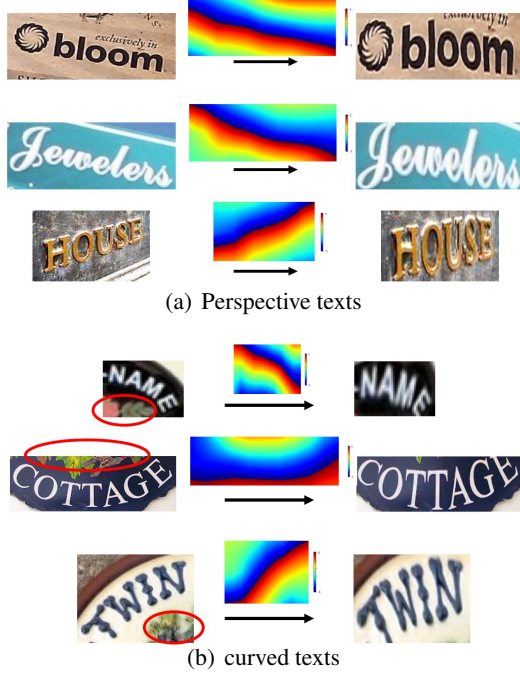 exclusively in
bloom
exclusively in
bloom
Jewelers
Jewelers
HOUSE
HOUSE
(a) Perspective texts
-NAME
-NAME
COTTAGE
COTTAGE
TWIN
TWIN
(b) curved texts